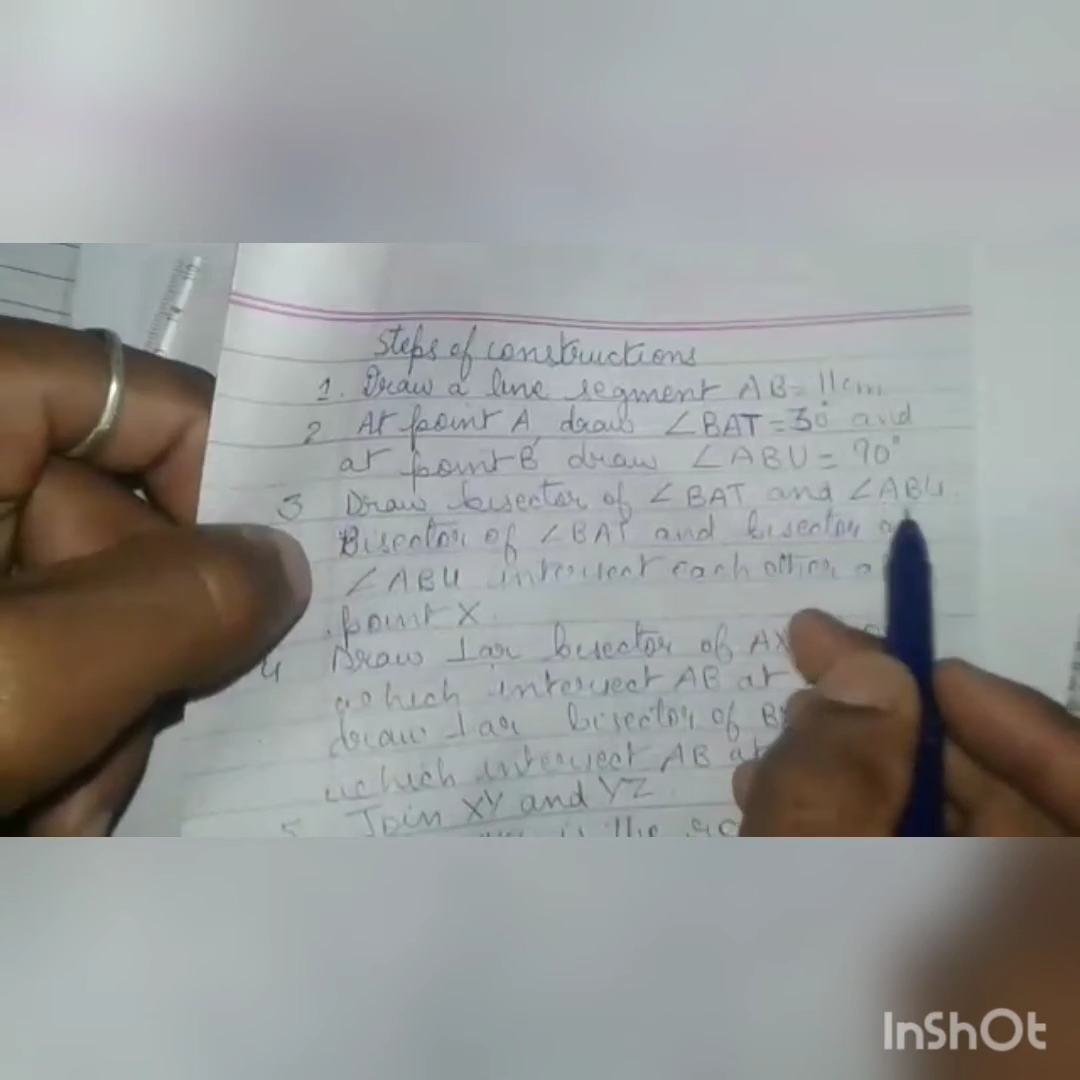 Steps of constructions
1. Draw a line segment AB = 11cm
2 At point A draw ∠BAT = 30° and
at point B draw ∠ABU = 90°
3 Draw bisector of ∠BAT and ∠ABU.
Bisector of ∠BAT and bisector
∠ABU intersect each other
point X.
4 Draw ⊥ar bisector of AX
which intersect AB at
draw ⊥ar bisector of
which intersect AB at
5 Join XY and YZ.
is the
InShOt